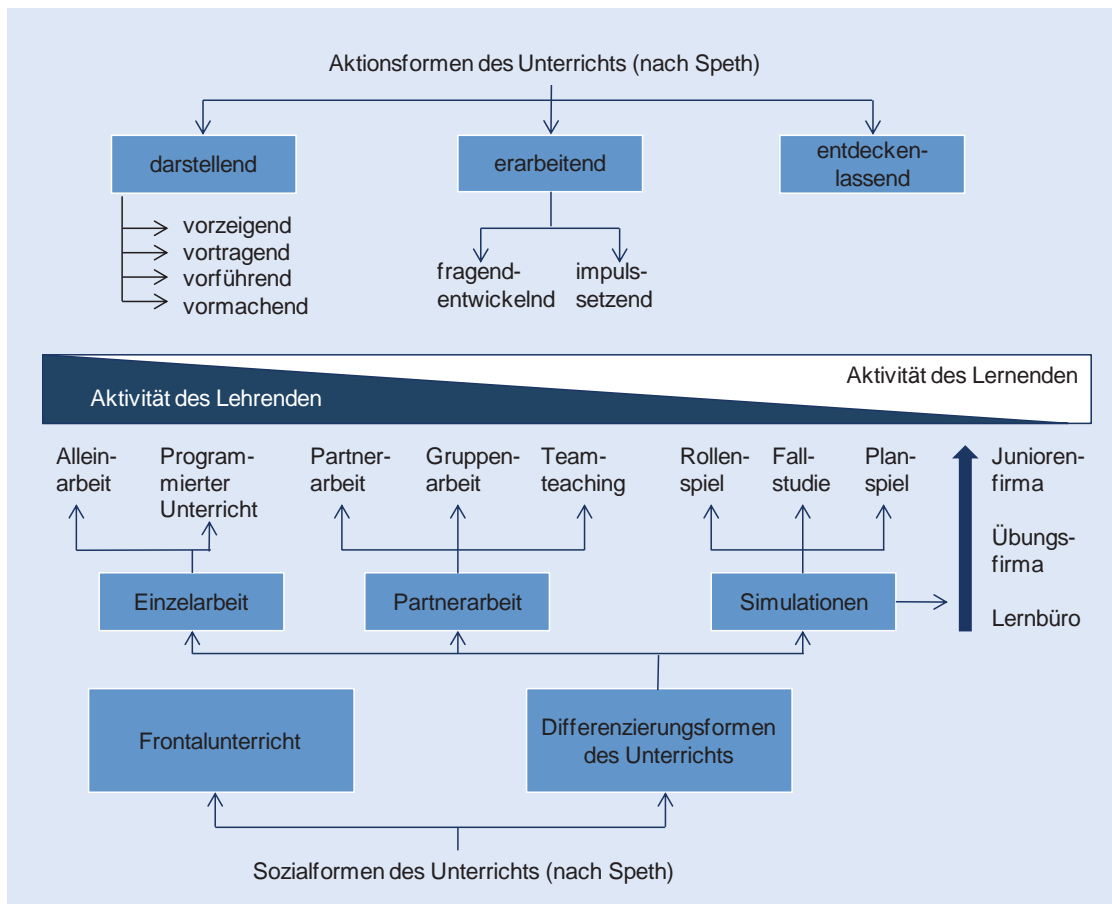 Aktionsformen des Unterrichts (nach Speth)
darstellend
erarbeitend
entdecken-
lassend
vorzeigend
vortragend
vorführend
vormachend
fragend-
entwickelnd
impuls-
setzend
Aktivität des Lernenden
Aktivität des Lehrenden
Allein-
arbeit
Program-
mierter
Unterricht
Partner-
arbeit
Gruppen-
arbeit
Team-
teaching
Rollen-
spiel
Fall-
studie
Plan-
spiel
Junioren-
firma
Übungs-
firma
Lernbüro
Einzelarbeit
Partnerarbeit
Simulationen
Frontalunterricht
Differenzierungsformen
des Unterrichts
Sozialformen des Unterrichts (nach Speth)